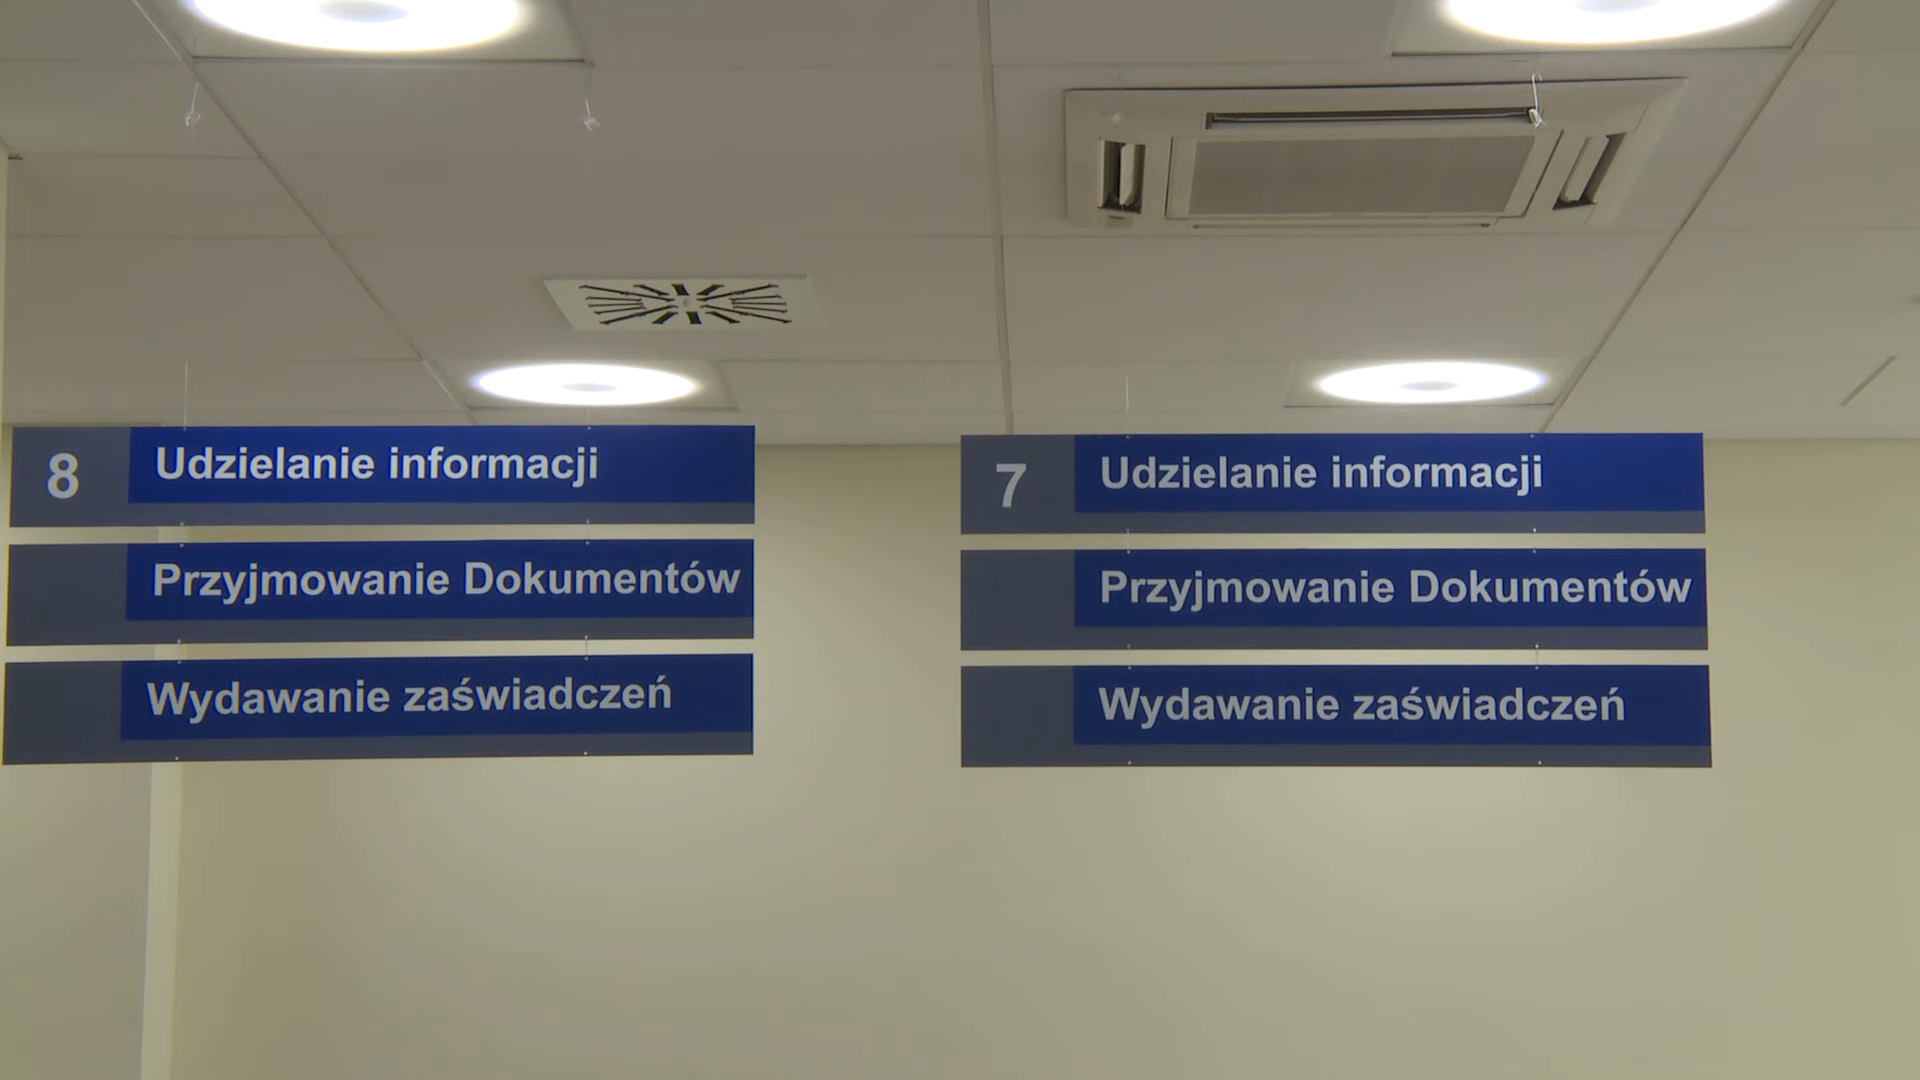 8 Udzielanie informacji
Przyjmowanie Dokumentów
Wydawanie zaświadczeń
7 Udzielanie informacji
Przyjmowanie Dokumentów
Wydawanie zaświadczeń